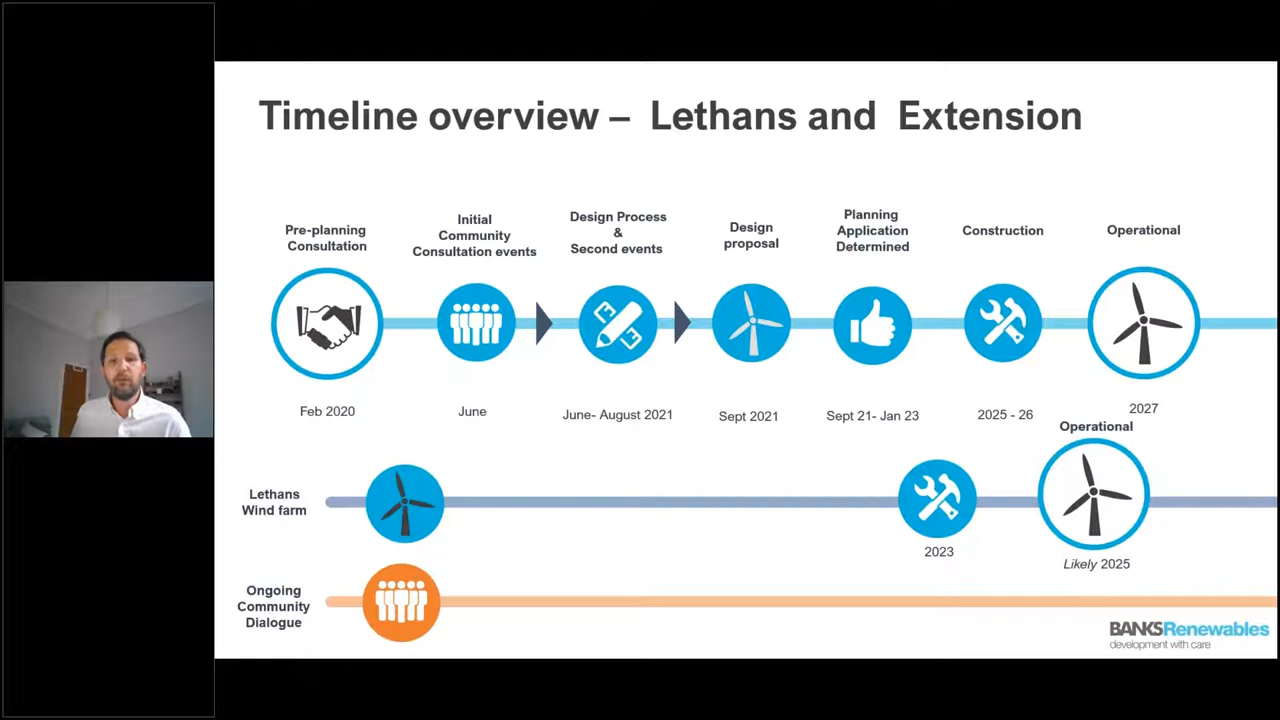 Timeline overview – Lethans and Extension
Pre-planning
Consultation
Initial
Community
Consultation events
Design Process
&
Second events
Design
proposal
Planning
Application
Determined
Construction
Operational
Feb 2020
June
June- August 2021
Sept 2021
Sept 21- Jan 23
2025 - 26
2027
Operational
Lethans
Wind farm
2023
Likely 2025
Ongoing
Community
Dialogue
BANKSRenewables
development with care